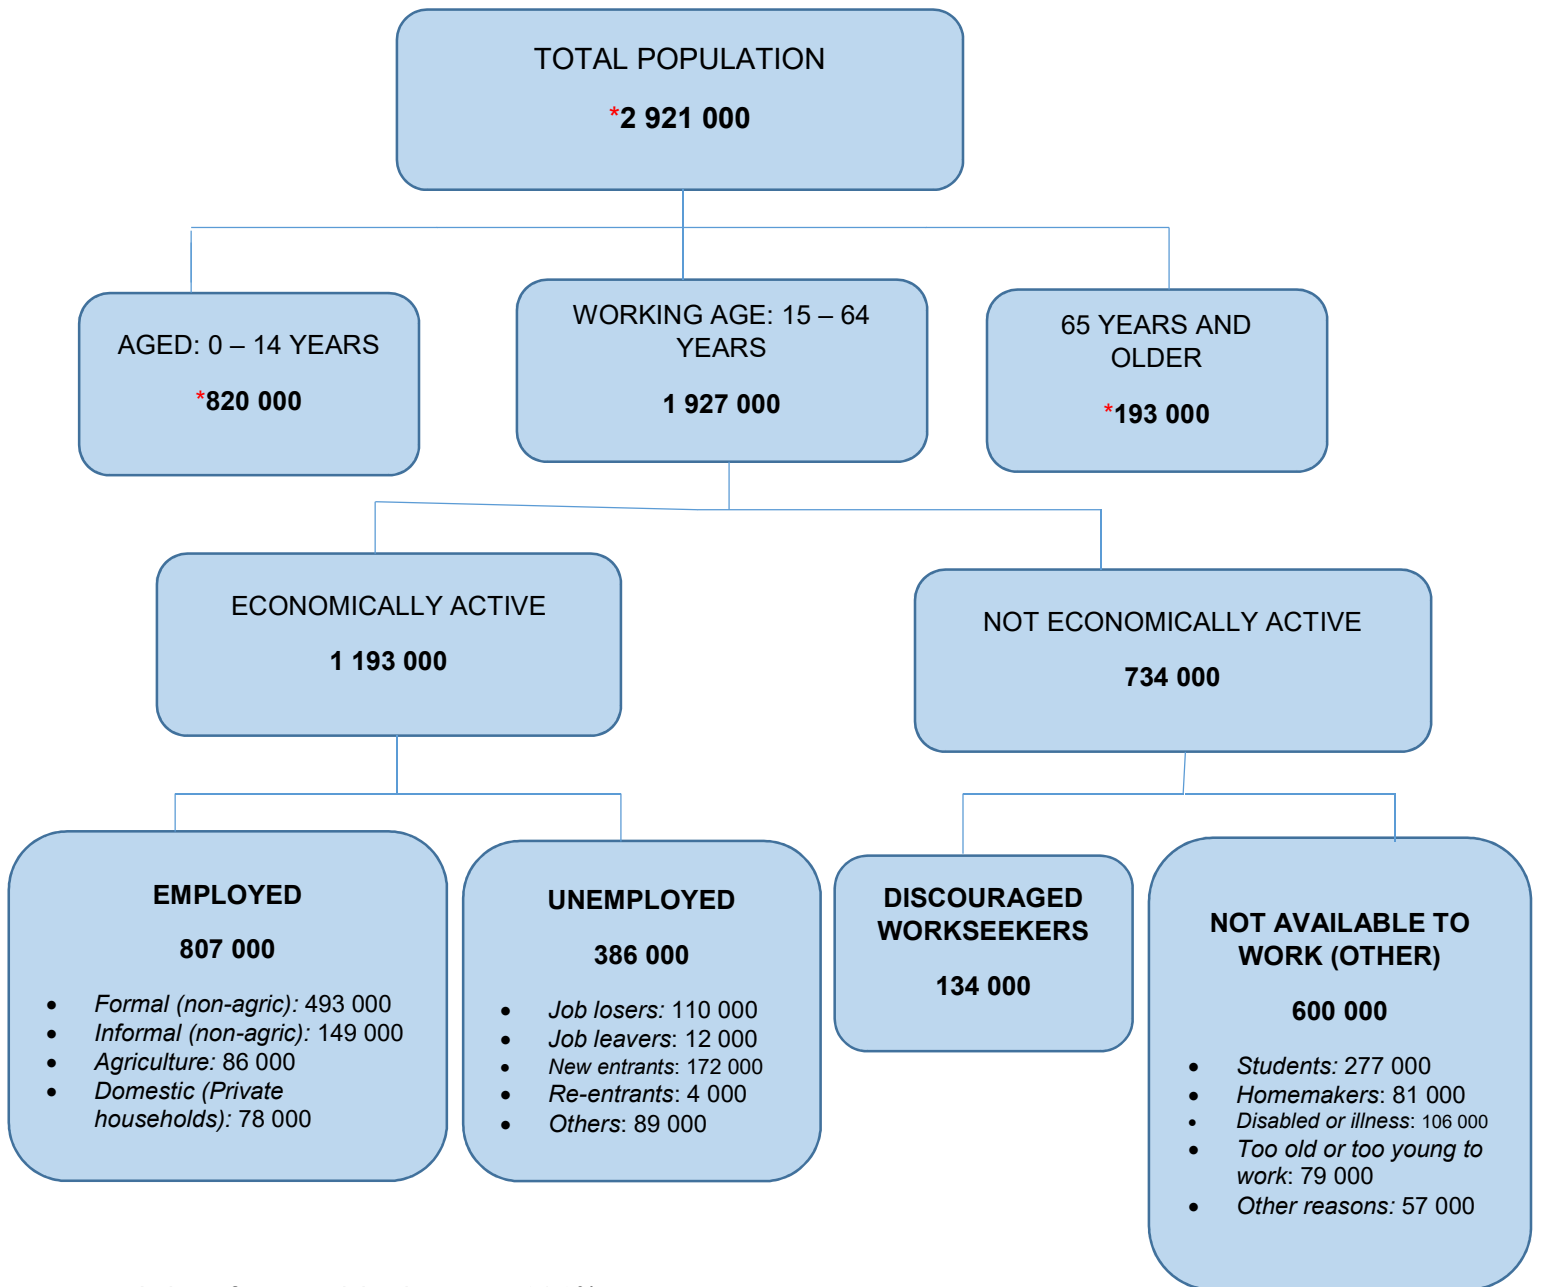 TOTAL POPULATION
*2 921 000
AGED: 0 – 14 YEARS
*820 000
WORKING AGE: 15 – 64
YEARS
1 927 000
65 YEARS AND
OLDER
*193 000
ECONOMICALLY ACTIVE
1 193 000
NOT ECONOMICALLY ACTIVE
734 000
EMPLOYED
807 000
• Formal (non-agric): 493 000
• Informal (non-agric): 149 000
• Agriculture: 86 000
• Domestic (Private
households): 78 000
UNEMPLOYED
386 000
• Job losers: 110 000
• Job leavers: 12 000
• New entrants: 172 000
• Re-entrants: 4 000
• Others: 89 000
DISCOURAGED
WORKSEEKERS
134 000
NOT AVAILABLE TO
WORK (OTHER)
600 000
• Students: 277 000
• Homemakers: 81 000
• Disabled or illness: 106 000
• Too old or too young to
work: 79 000
• Other reasons: 57 000